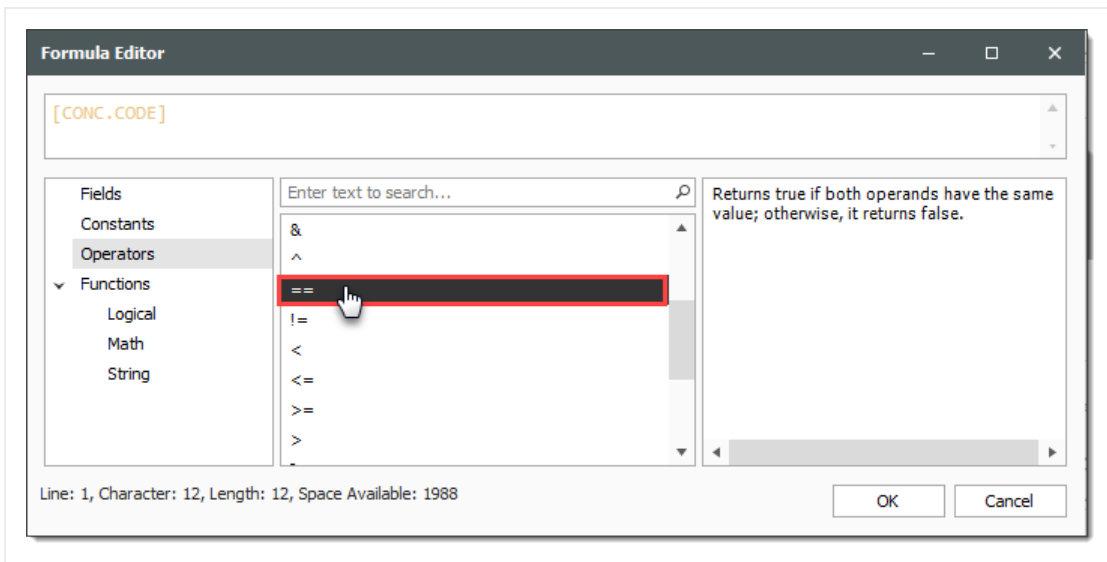 Formula Editor
[CONC.CODE]
Fields
Constants
Operators
Functions
Logical
Math
String
Enter text to search...
&
^
==
!=
<
<=
>=
>
Returns true if both operands have the same
value; otherwise, it returns false.
Line: 1, Character: 12, Length: 12, Space Available: 1988
OK
Cancel